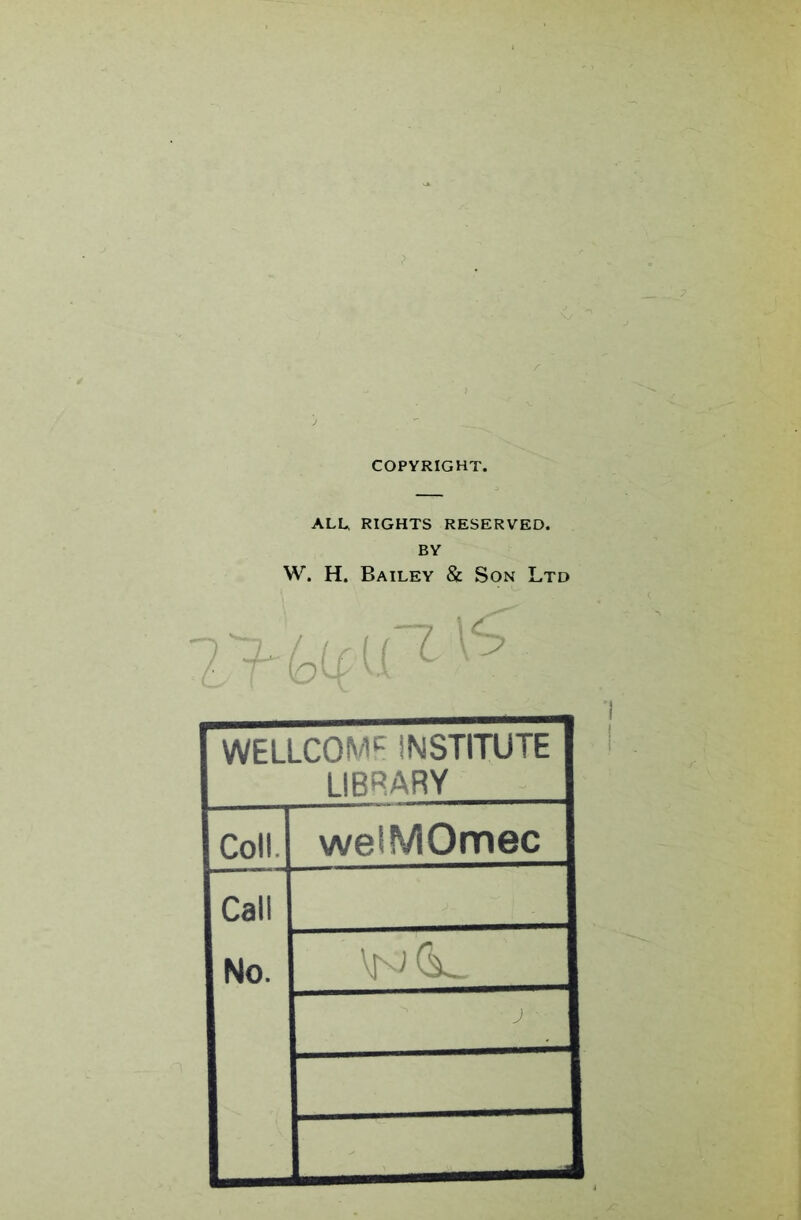 COPYRIGHT.
ALL RIGHTS RESERVED.
BY
W. H. Bailey & Son Ltd
WELLCOME INSTITUTE
LIBRARY
Coll. welMOmec
Call
No.